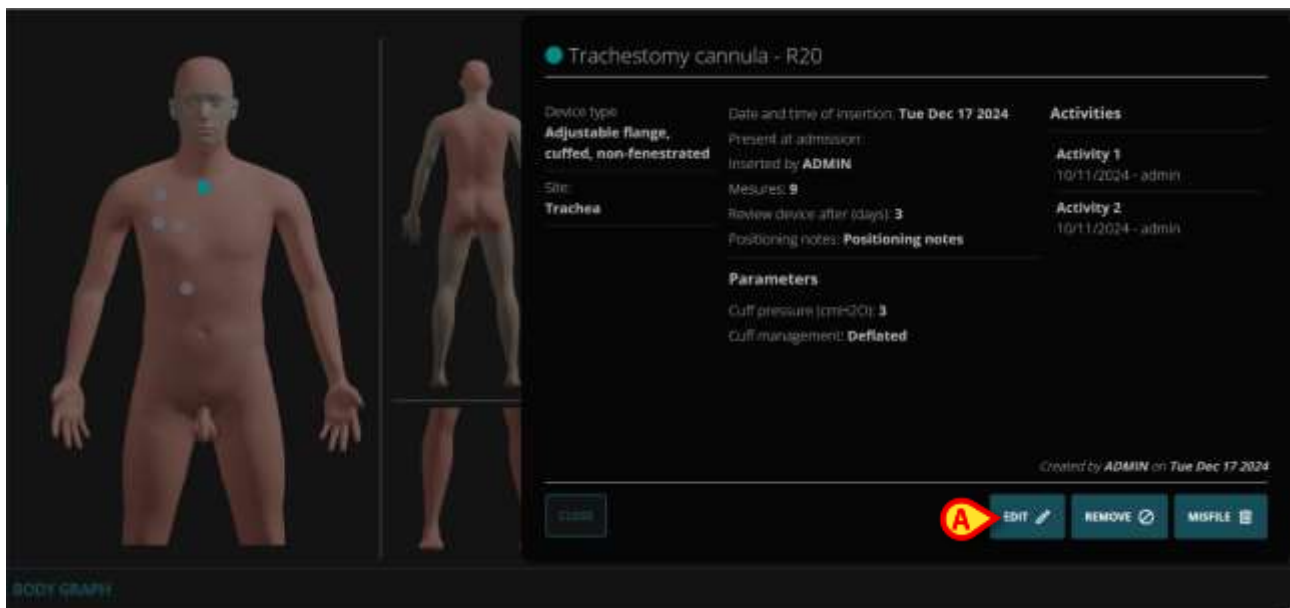 Trachestomy cannula - R20
Device type:
Adjustable flange,
cuffed, non-fenestrated
Site:
Trachea
Date and time of insertion: Tue Dec 17 2024
Present at admission:
Inserted by ADMIN
Mesures: 9
Review device after (days): 3
Positioning notes: Positioning notes
Parameters
Cuff pressure (cmH2O): 3
Cuff management: Deflated
Activities
Activity 1
10/11/2024 - admin
Activity 2
10/11/2024 - admin
Created by ADMIN on Tue Dec 17 2024
CLOSE
A
EDIT
REMOVE
MISFILE
BODY GRAPH